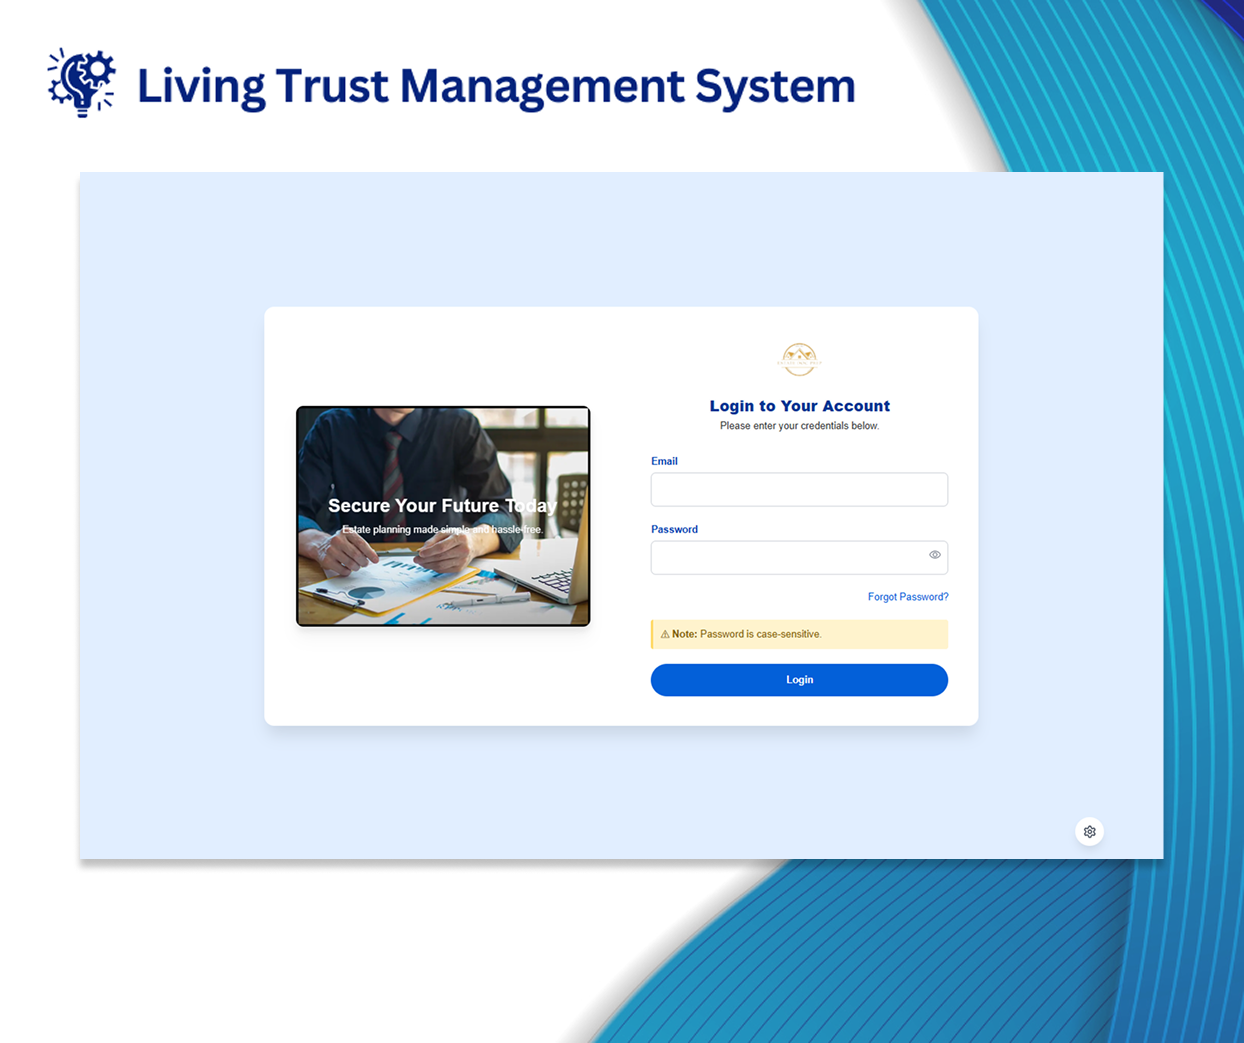 Living Trust Management System
Secure Your Future Today
Estate planning made simple and hassle-free.
Login to Your Account
Please enter your credentials below.
Email
Password
Forgot Password?
⚠ Note: Password is case-sensitive.
Login